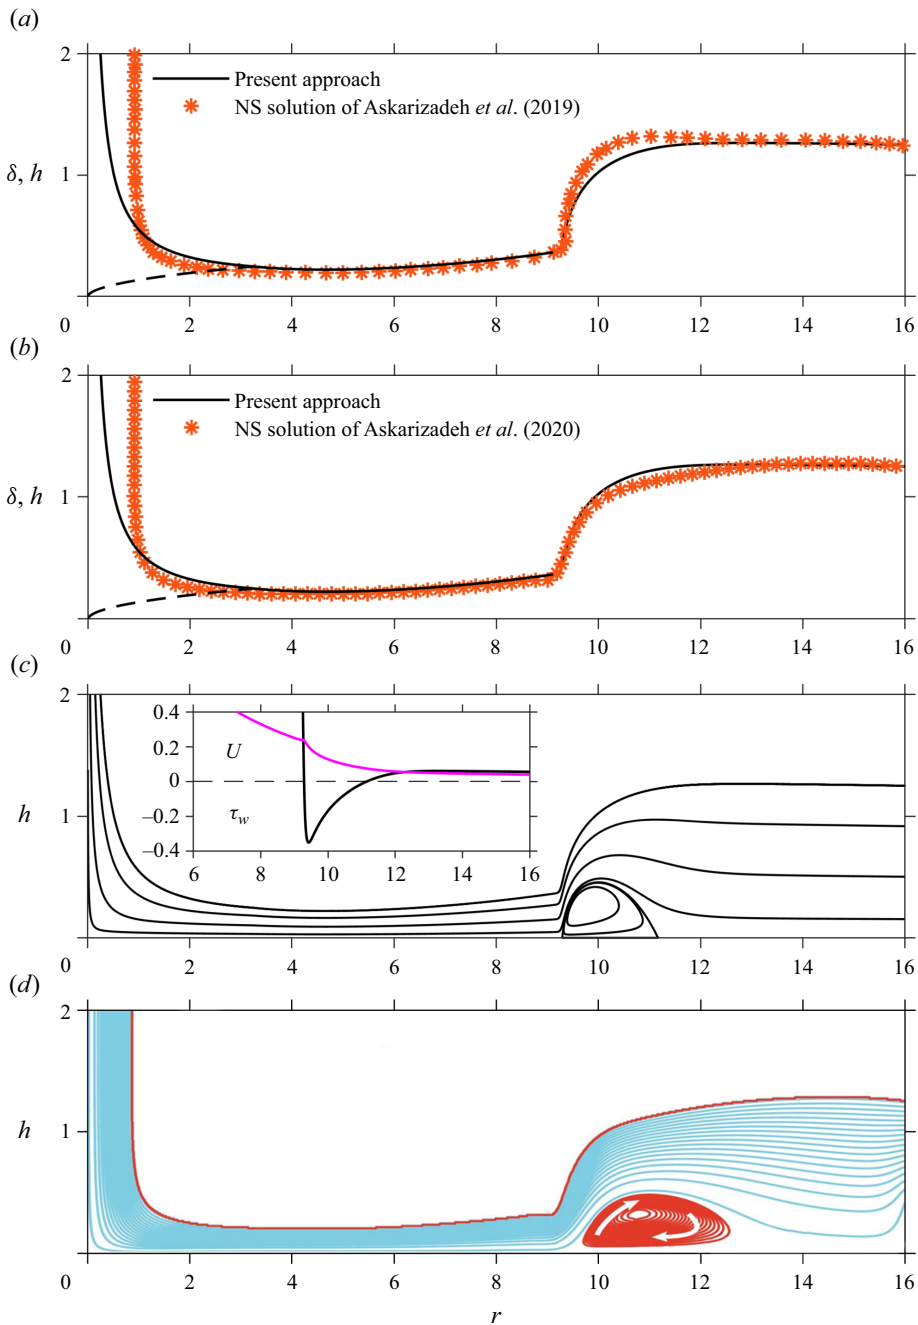 (a)
2
Present approach
NS solution of Askarizadeh et al. (2019)
δ, h
1
0 2 4 6 8 10 12 14 16
(b)
2
Present approach
NS solution of Askarizadeh et al. (2020)
δ, h
1
0 2 4 6 8 10 12 14 16
(c)
2
0.4
0.2
U
0
τw
–0.2
–0.4
6 8 10 12 14 16
h
1
0 2 4 6 8 10 12 14 16
(d)
2
h
1
0 2 4 6 8 10 12 14 16
r